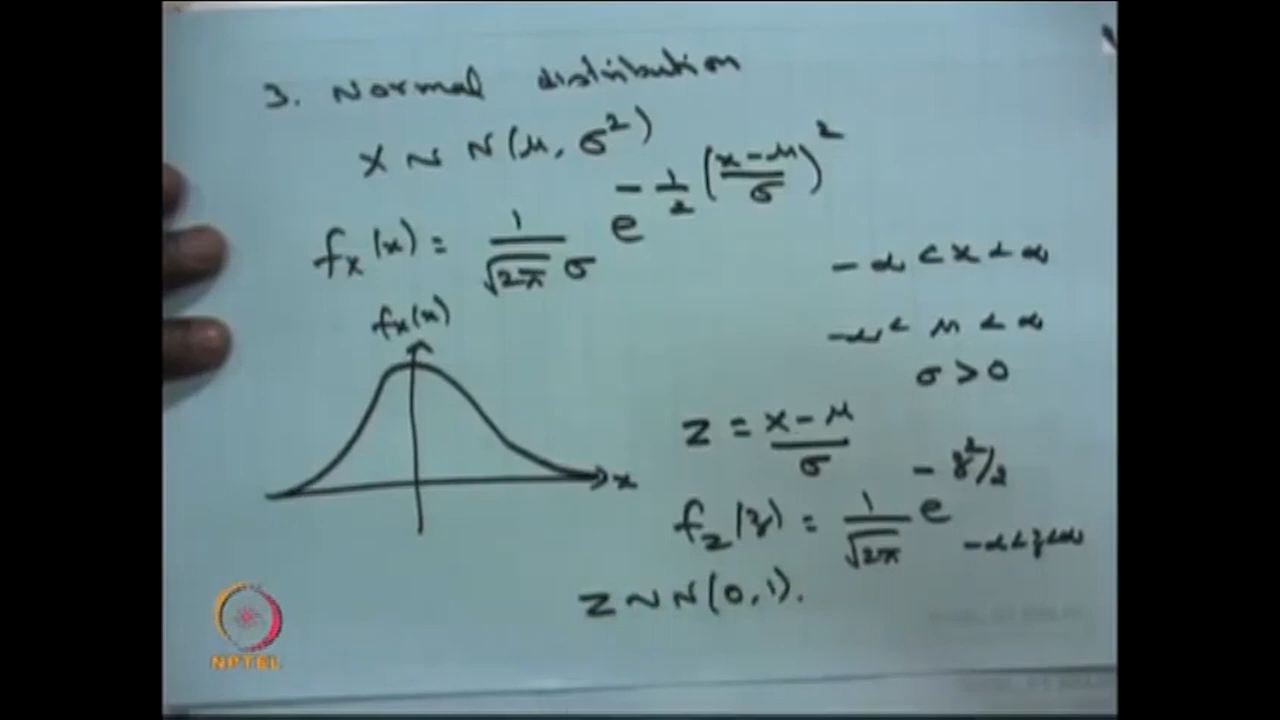 3. Normal distribution
X ~ N(μ, σ²)
f_X(x) = 1/(√2π σ) e^{-1/2 ((x-μ)/σ)²}
-∞ < x < ∞
-∞ < μ < ∞
σ > 0
f_X(x)
x
Z = (X-μ)/σ
f_Z(z) = 1/√2π e^{-z²/2}
-∞ < z < ∞
Z ~ N(0, 1).
NPTEL